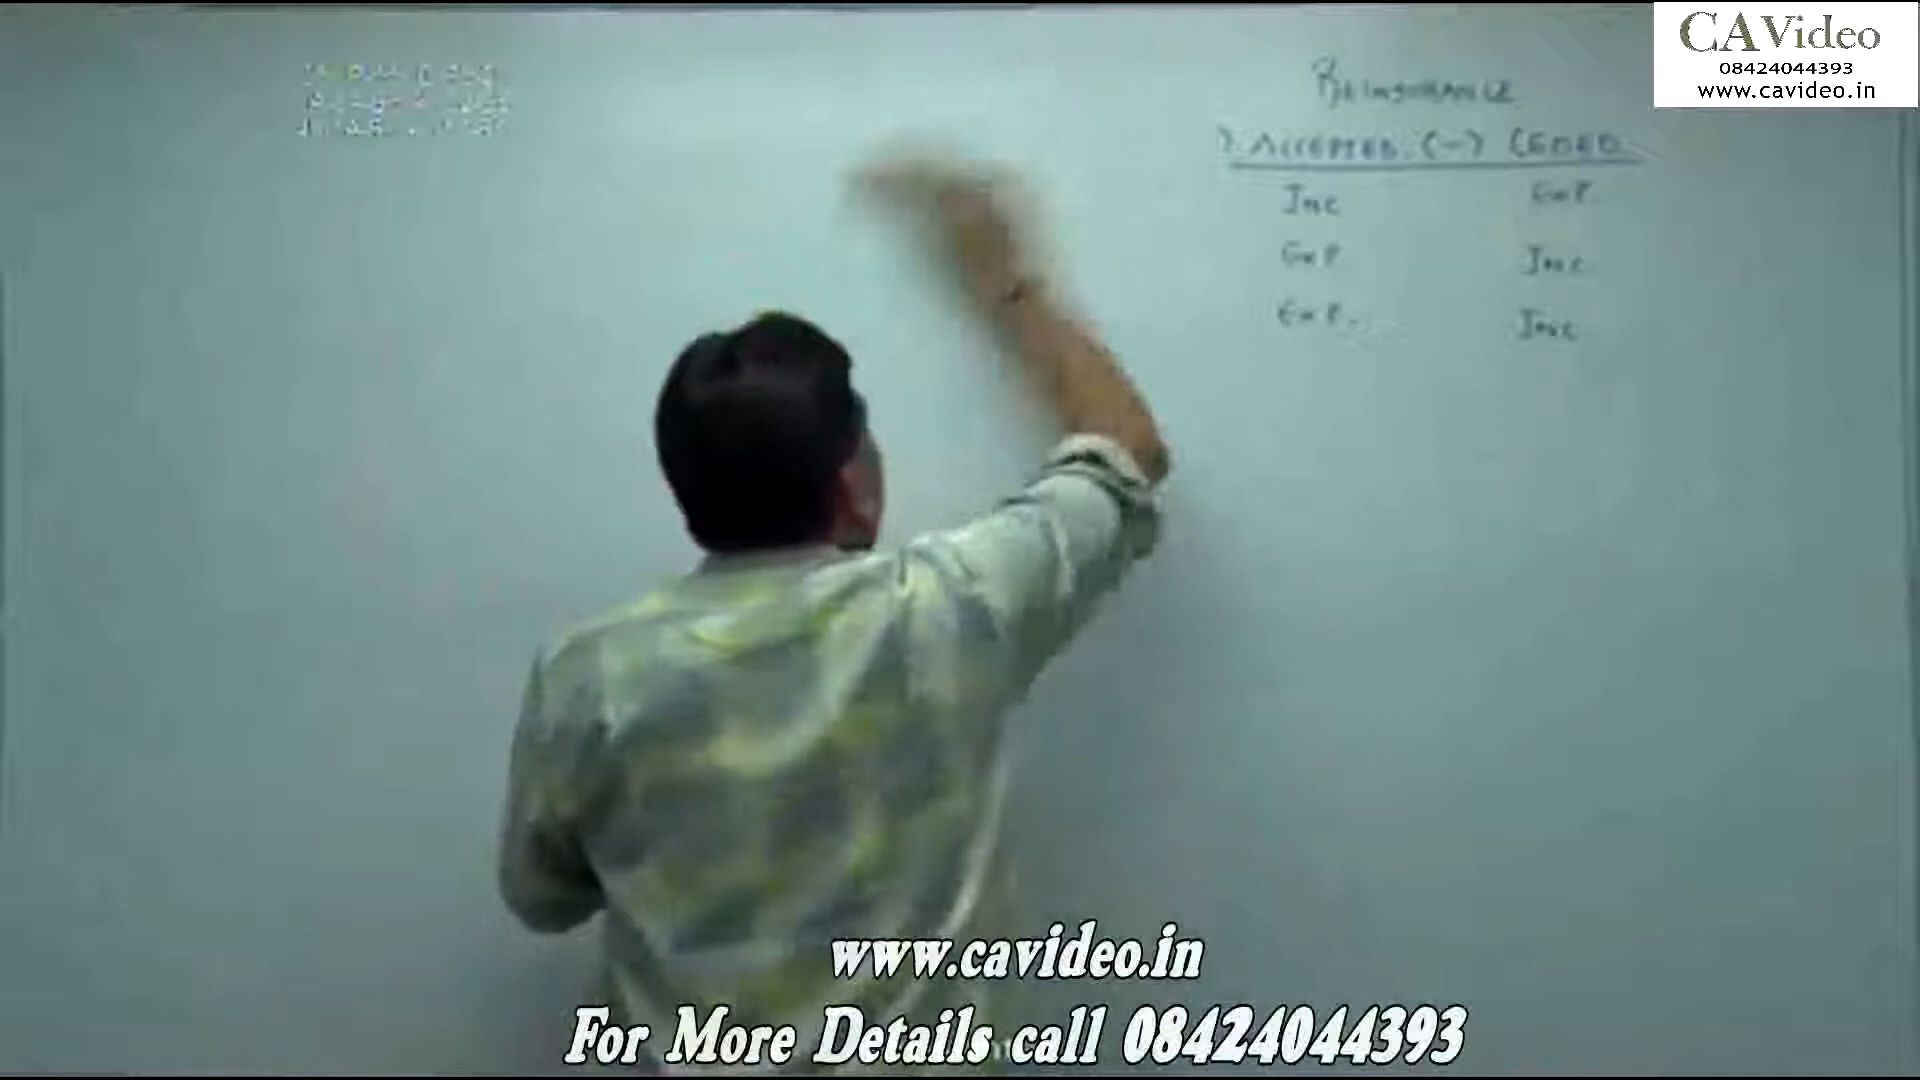 CAVideo
08424044393
www.cavideo.in
REINSURANCE
ACCEPTED (-) CEDED
Inc Exp.
Exp Inc
Exp. Inc
www.cavideo.in
For More Details call 08424044393